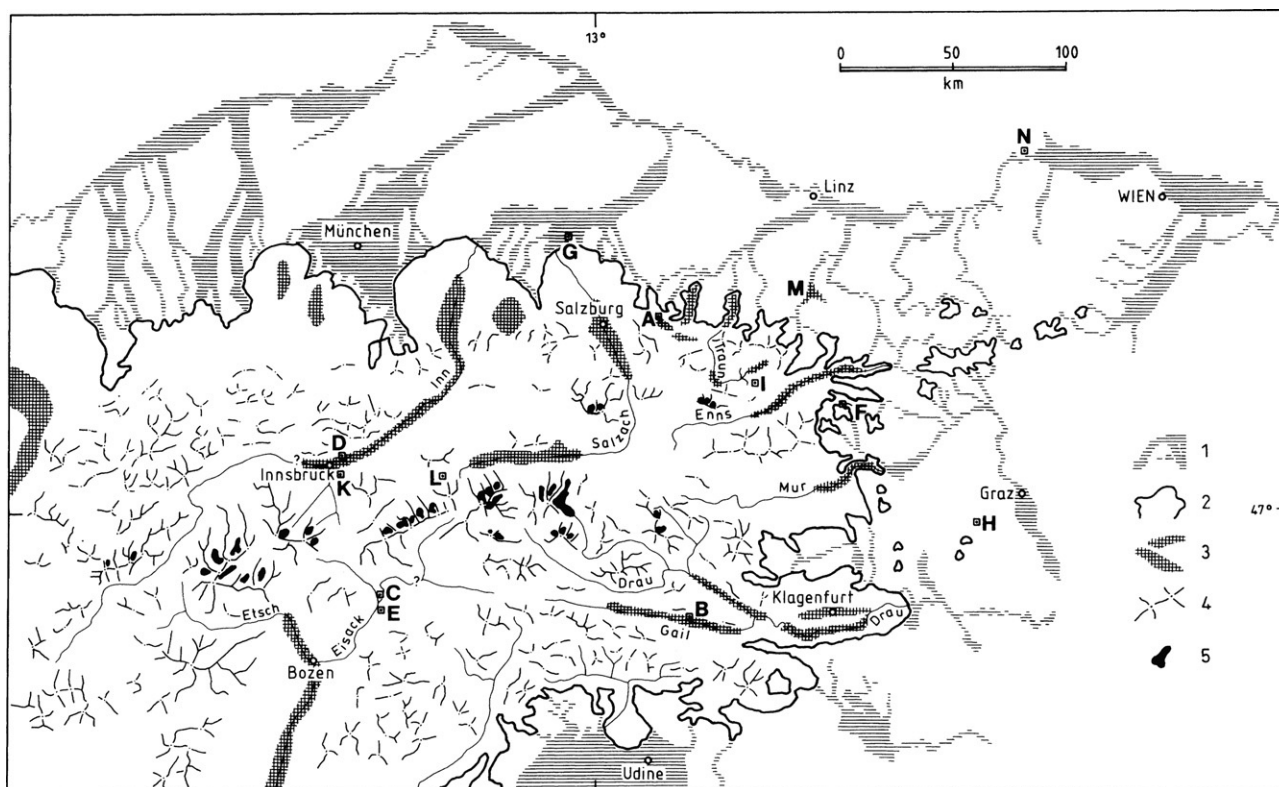 13°
0 50 100
km
N
Linz
WIEN
München
G
Salzburg
A
M
Traun
Inn
I
Enns
F
Salzach
D
?
Innsbruck
K
L
Mur
Graz
47°
H
1
2
3
4
5
Drau
Klagenfurt
C
?
E
Etsch
Eisack
B
Gail
Drau
Bozen
Udine